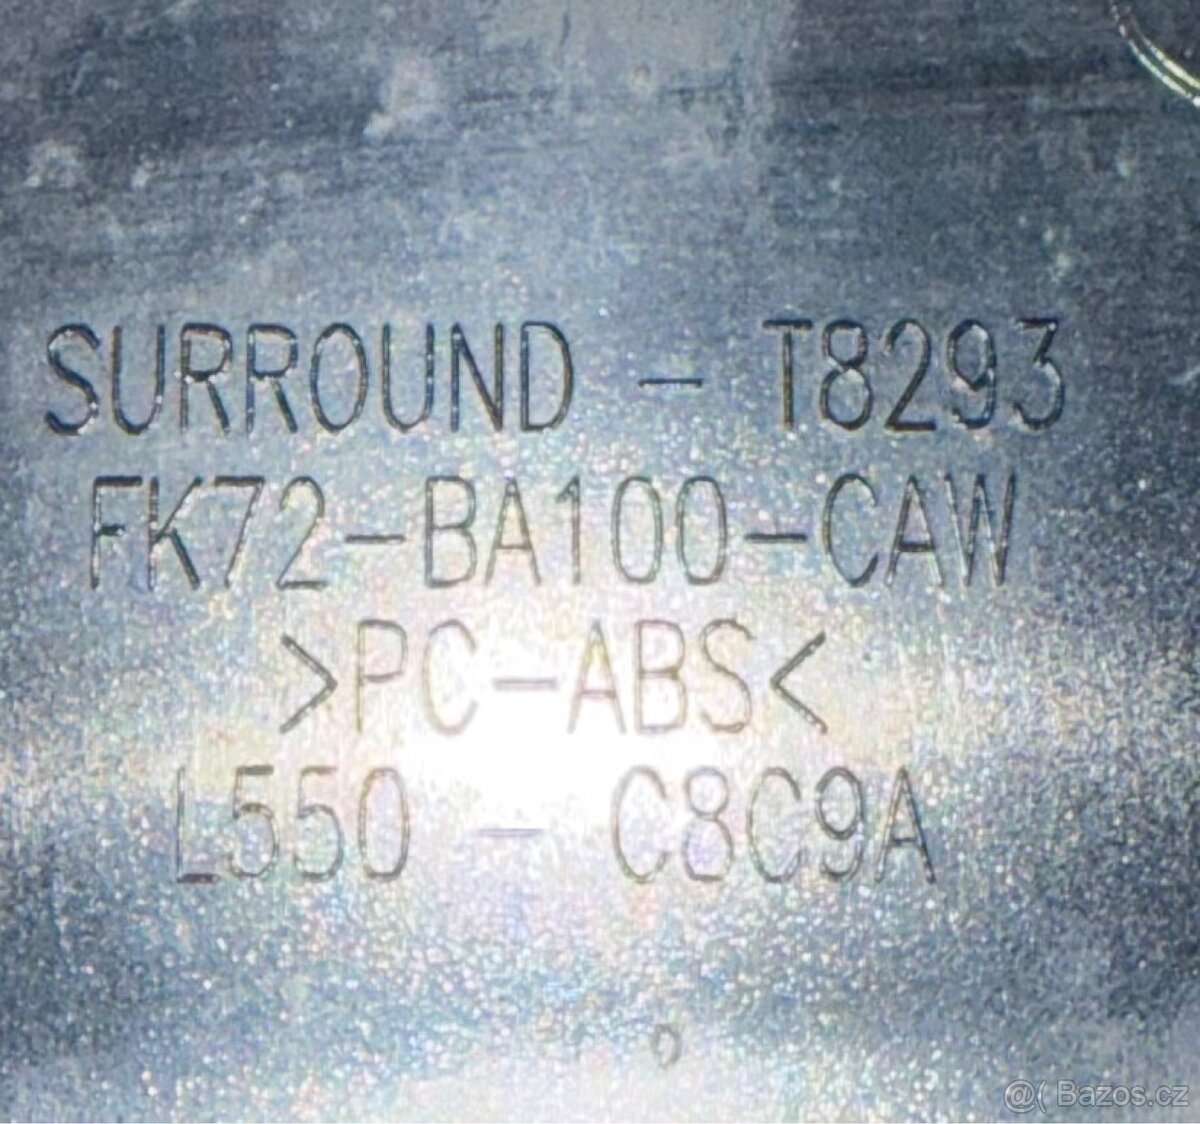 SURROUND - T8293
FK72-BA100-CAW
>PC-ABS<
L550 - C8C9A
@( Bazos.cz